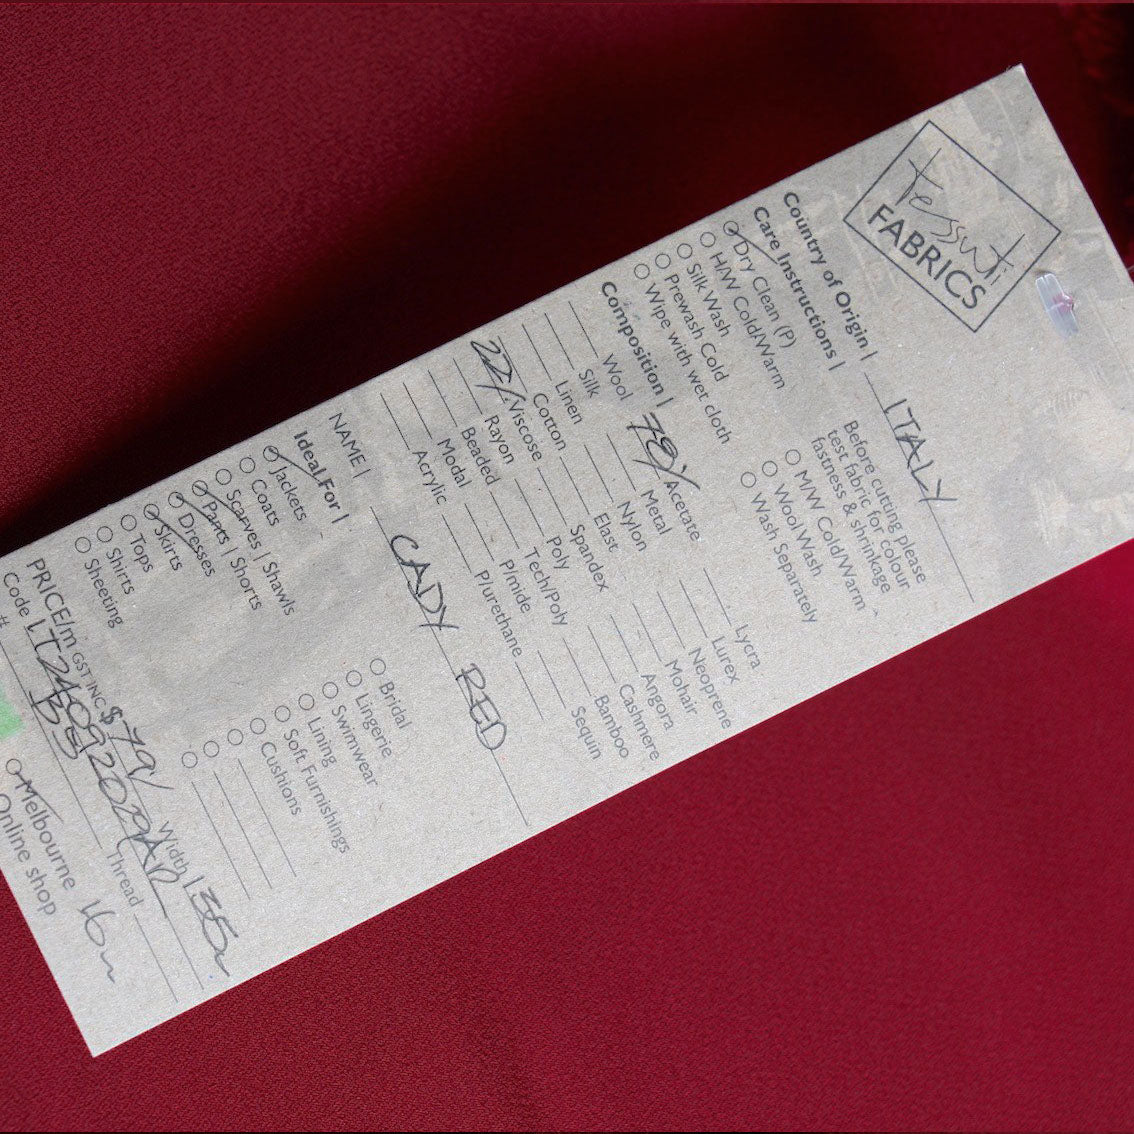 tessuti
FABRICS
Country of Origin | ITALY
Care Instructions |
Dry Clean (P)
H/W Cold/Warm
Silk Wash
Prewash Cold
Wipe with wet cloth
Before cutting please
test fabric for colour
fastness & shrinkage
M/W Cold/Warm
Wool Wash
Wash Separately
Composition |
Wool 78% Acetate Lycra
Silk Metal Lurex
Linen Nylon Neoprene
Cotton Elast Mohair
22% Viscose Spandex Angora
Rayon Poly Cashmere
Beaded Tech/Poly Bamboo
Modal P/mide Sequin
Acrylic P/urethane
NAME | CADY RED
Ideal For |
Jackets
Coats
Scarves | Shawls
Pants | Shorts
Dresses
Skirts
Tops
Shirts
Sheeting
Bridal
Lingerie
Swimwear
Lining
Soft Furnishings
Cushions
PRICE/m GST INC $79/ Width 135
Code
# Thread
Melbourne 16m
Online shop